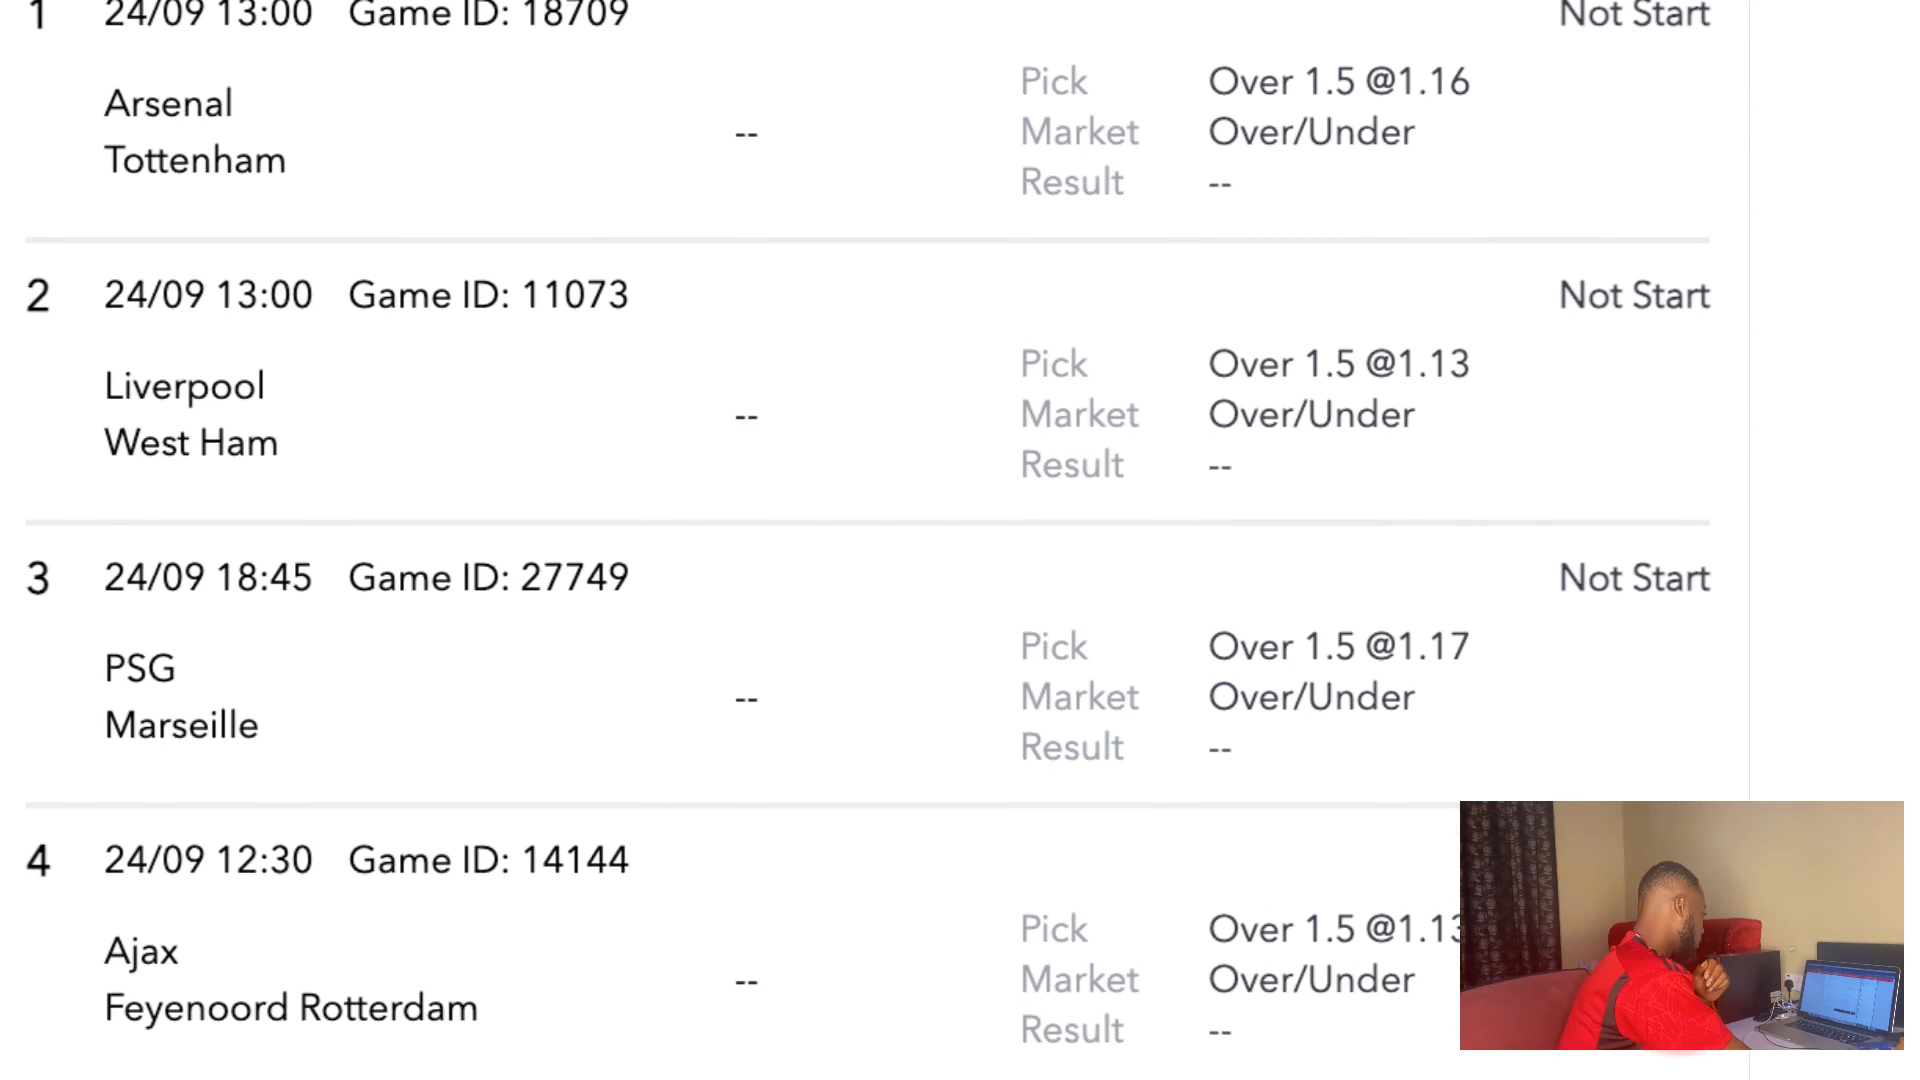 1 24/09 13:00 Game ID: 18709 Not Start
Arsenal
Tottenham
--
Pick Over 1.5 @1.16
Market Over/Under
Result --
2 24/09 13:00 Game ID: 11073 Not Start
Liverpool
West Ham
--
Pick Over 1.5 @1.13
Market Over/Under
Result --
3 24/09 18:45 Game ID: 27749 Not Start
PSG
Marseille
--
Pick Over 1.5 @1.17
Market Over/Under
Result --
4 24/09 12:30 Game ID: 14144
Ajax
Feyenoord Rotterdam
--
Pick Over 1.5 @1.13
Market Over/Under
Result --